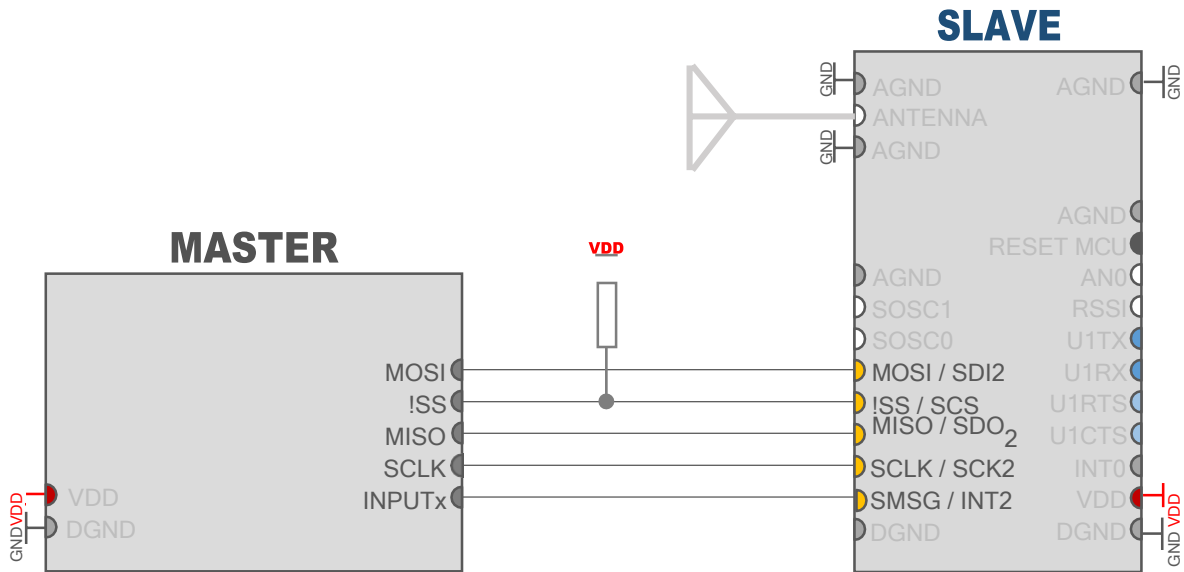 SLAVE
GND
AGND
AGND
GND
ANTENNA
GND
AGND
AGND
MASTER
VDD
RESET MCU
AGND
AN0
SOSC1
RSSI
SOSC0
U1TX
MOSI
MOSI / SDI2
U1RX
!SS
!SS / SCS
U1RTS
MISO
MISO / SDO2
U1CTS
SCLK
SCLK / SCK2
INT0
VDD
VDD
INPUTx
SMSG / INT2
VDD
VDD
GND
DGND
DGND
DGND
GND